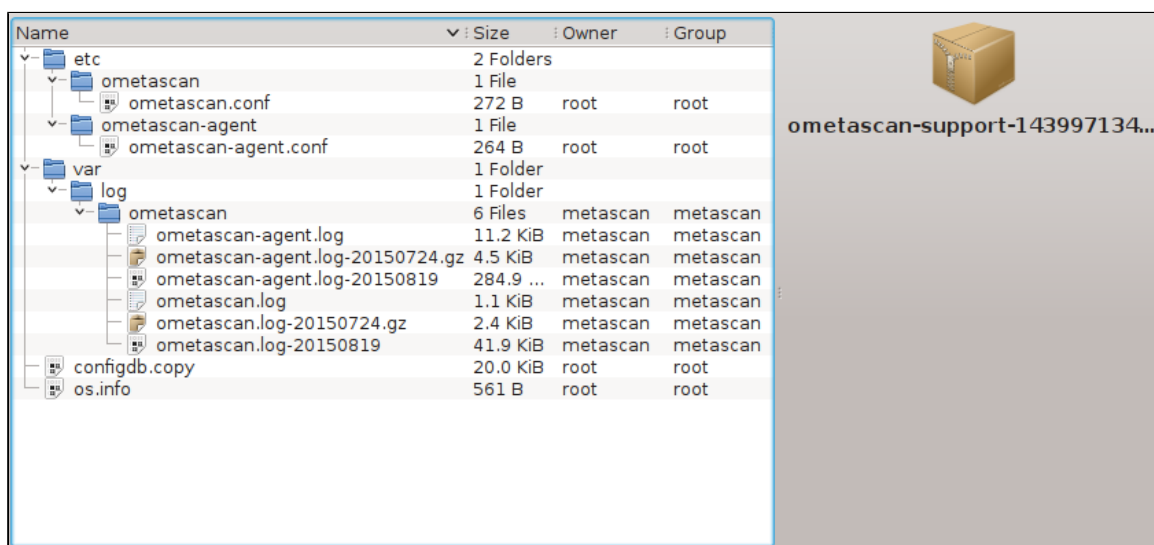 Name Size Owner Group
etc 2 Folders
ometascan 1 File
ometascan.conf 272 B root root
ometascan-agent 1 File
ometascan-agent.conf 264 B root root
var 1 Folder
log 1 Folder
ometascan 6 Files metascan metascan
ometascan-agent.log 11.2 KiB metascan metascan
ometascan-agent.log-20150724.gz 4.5 KiB metascan metascan
ometascan-agent.log-20150819 284.9 ... metascan metascan
ometascan.log 1.1 KiB metascan metascan
ometascan.log-20150724.gz 2.4 KiB metascan metascan
ometascan.log-20150819 41.9 KiB metascan metascan
configdb.copy 20.0 KiB root root
os.info 561 B root root
ometascan-support-143997134...